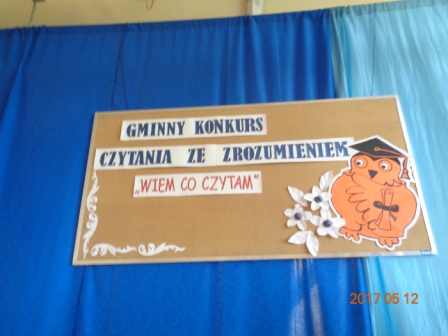 GMINNY KONKURS
CZYTANIA ZE ZROZUMIENIEM
„WIEM CO CZYTAM"
2017 05 12